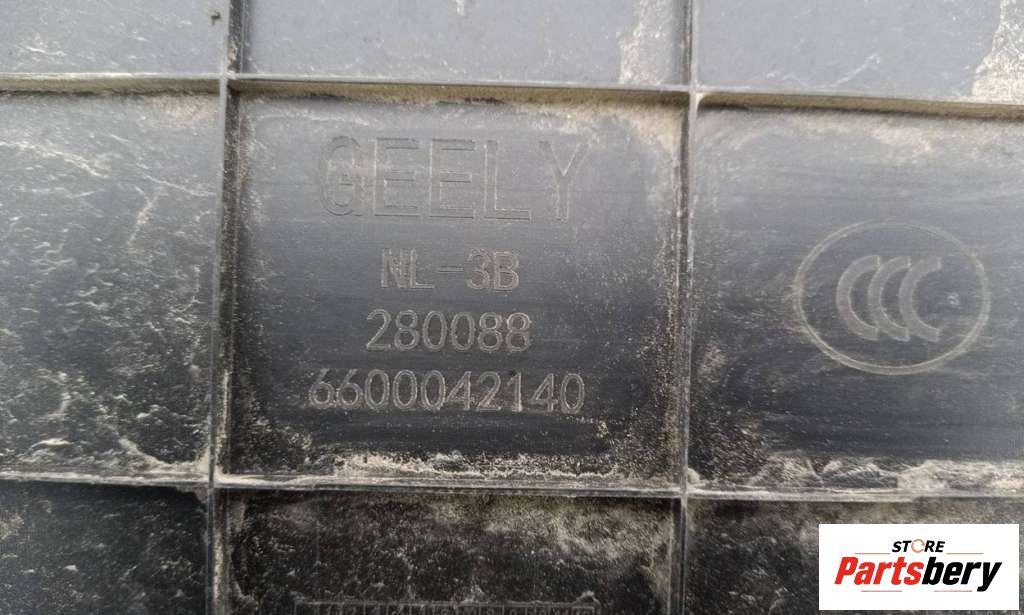 GEELY
NL-3B
280088
6600042140
CCC
STORE
Partsbery